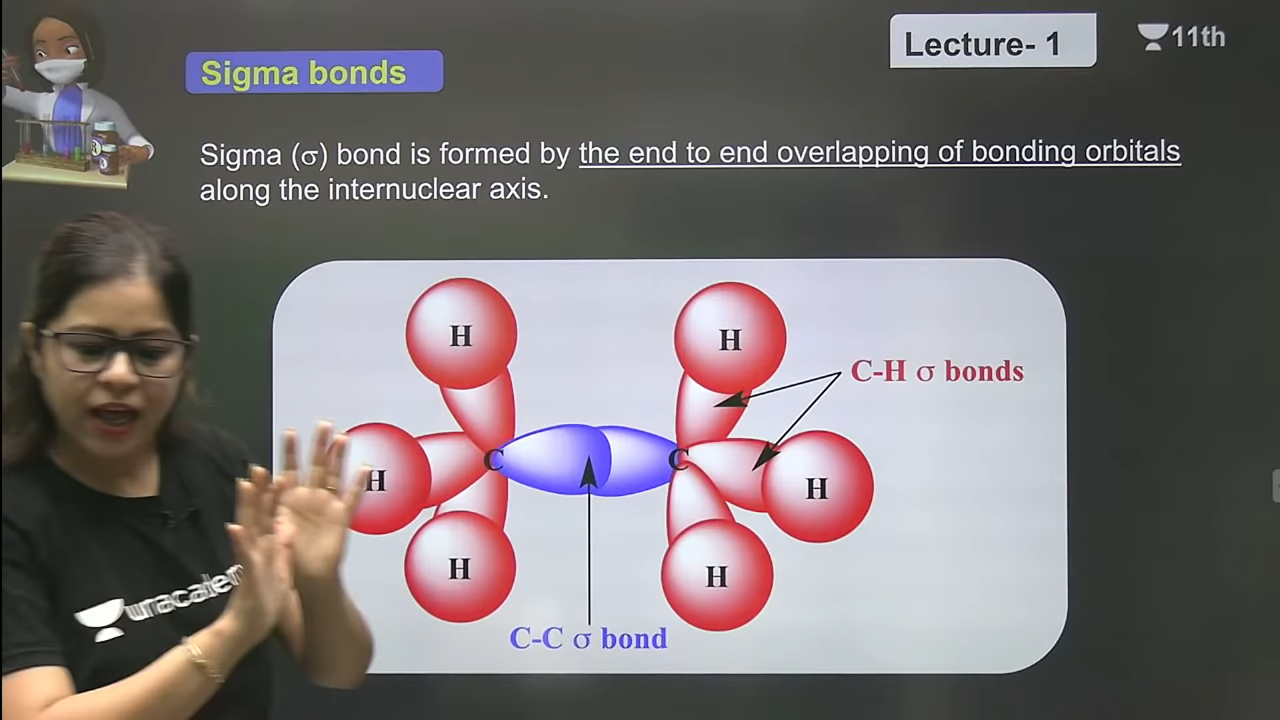 Lecture- 1
11th
Sigma bonds
Sigma (σ) bond is formed by the end to end overlapping of bonding orbitals
along the internuclear axis.
H
H
C-H σ bonds
C
C
H
H
H
H
C-C σ bond